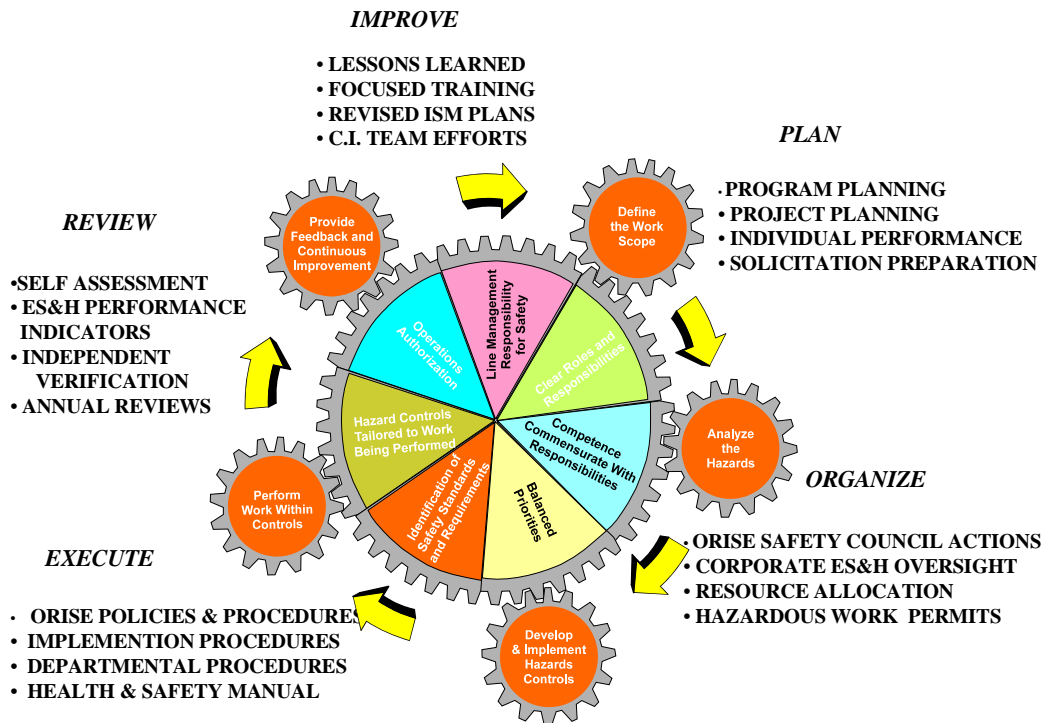 IMPROVE
• LESSONS LEARNED
• FOCUSED TRAINING
• REVISED ISM PLANS
• C.I. TEAM EFFORTS
PLAN
• PROGRAM PLANNING
• PROJECT PLANNING
• INDIVIDUAL PERFORMANCE
• SOLICITATION PREPARATION
REVIEW
•SELF ASSESSMENT
• ES&H PERFORMANCE
INDICATORS
• INDEPENDENT
VERIFICATION
• ANNUAL REVIEWS
Provide
Feedback and
Continuous
Improvement
Define
the Work
Scope
Line Management
Responsibility
for Safety
Clear Roles and
Responsibilities
Operations
Authorization
Hazard Controls
Tailored to Work
Being Performed
Competence
Commensurate With
Responsibilities
Identification of
Safety Standards
and Requirements
Balanced
Priorities
Analyze
the
Hazards
ORGANIZE
• ORISE SAFETY COUNCIL ACTIONS
• CORPORATE ES&H OVERSIGHT
• RESOURCE ALLOCATION
• HAZARDOUS WORK PERMITS
Perform
Work Within
Controls
Develop
& Implement
Hazards
Controls
EXECUTE
• ORISE POLICIES & PROCEDURES
• IMPLEMENTION PROCEDURES
• DEPARTMENTAL PROCEDURES
• HEALTH & SAFETY MANUAL